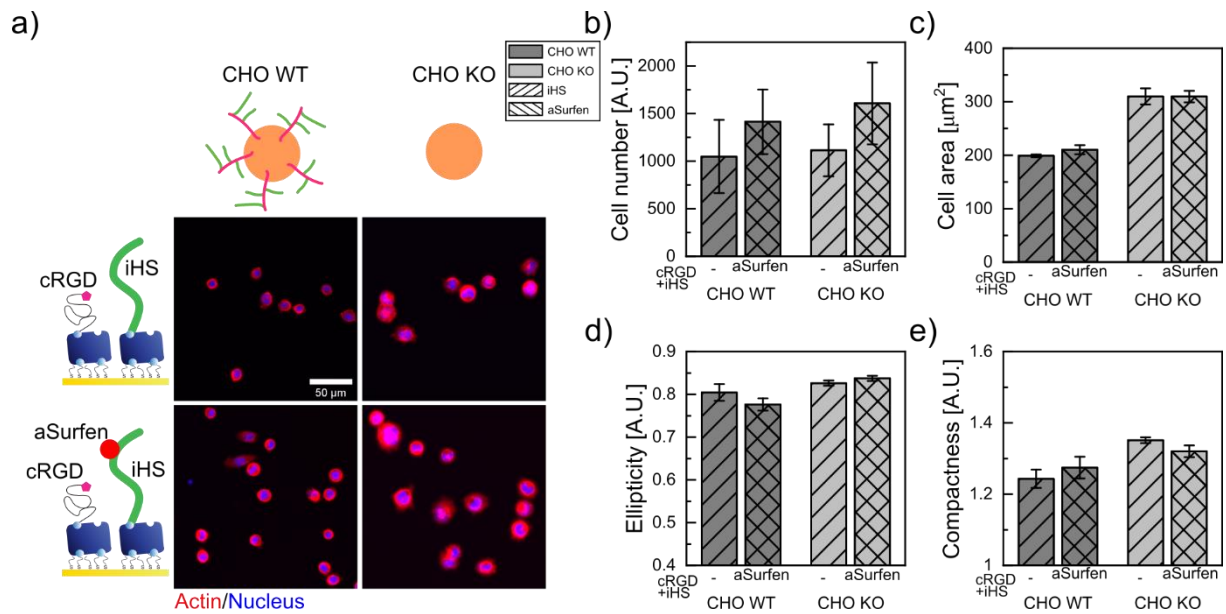 a)
CHO WT
CHO KO
cRGD
iHS
50 µm
aSurfen
cRGD
iHS
Actin/Nucleus
CHO WT
CHO KO
iHS
aSurfen
b)
Cell number [A.U.]
2000
1500
1000
500
0
cRGD
+iHS
-
aSurfen
-
aSurfen
CHO WT
CHO KO
c)
Cell area [µm²]
400
300
200
100
0
cRGD
+iHS
-
aSurfen
-
aSurfen
CHO WT
CHO KO
d)
Ellipticity [A.U.]
0.9
0.8
0.7
0.6
0.5
0.4
cRGD
+iHS
-
aSurfen
-
aSurfen
CHO WT
CHO KO
e)
Compactness [A.U.]
1.6
1.4
1.2
1
cRGD
+iHS
-
aSurfen
-
aSurfen
CHO WT
CHO KO